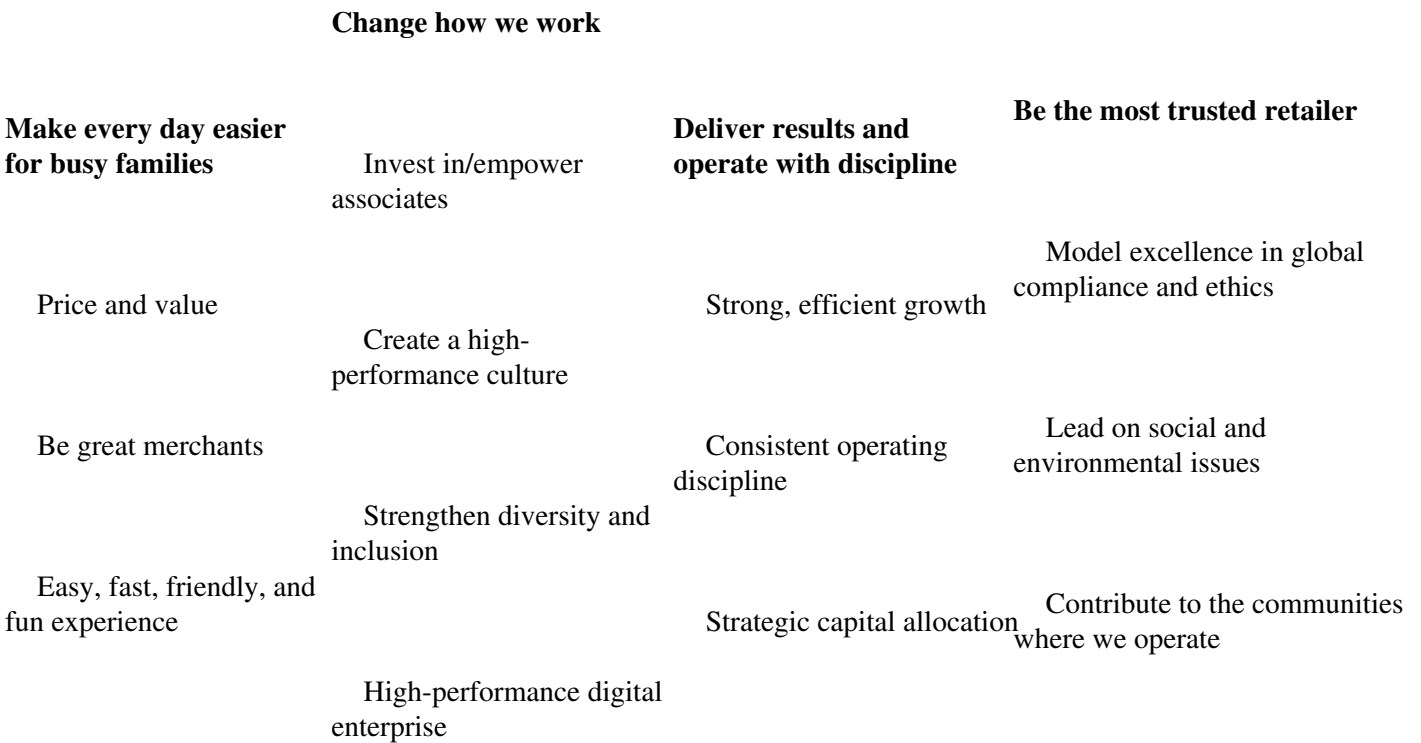 Make every day easier
for busy families
Price and value
Be great merchants
Easy, fast, friendly, and
fun experience
Change how we work
Invest in/empower
associates
Create a high-
performance culture
Strengthen diversity and
inclusion
High-performance digital
enterprise
Deliver results and
operate with discipline
Strong, efficient growth
Consistent operating
discipline
Strategic capital allocation
Be the most trusted retailer
Model excellence in global
compliance and ethics
Lead on social and
environmental issues
Contribute to the communities
where we operate